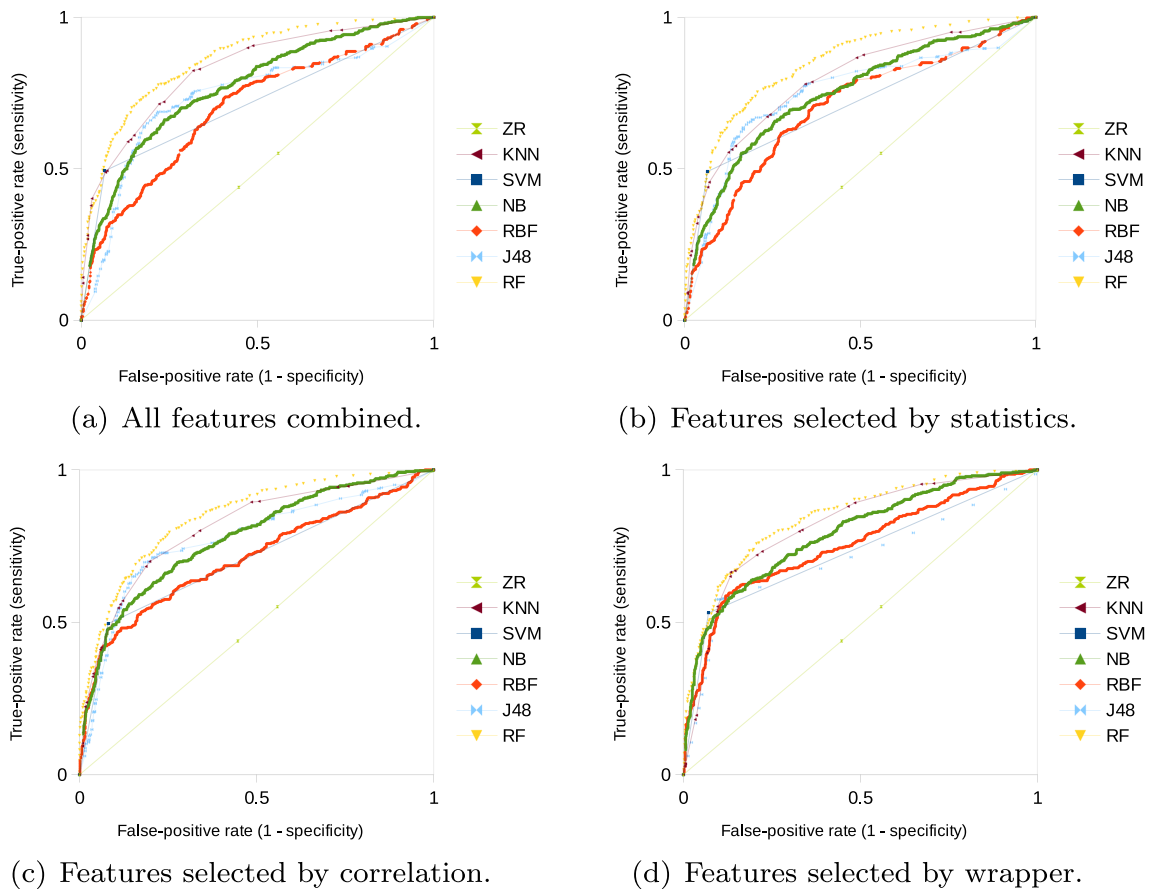 1
0.5
0
0
0.5
1
True-positive rate (sensitivity)
False-positive rate (1 - specificity)
ZR
KNN
SVM
NB
RBF
J48
RF
(a) All features combined.
1
0.5
0
0
0.5
1
True-positive rate (sensitivity)
False-positive rate (1 - specificity)
ZR
KNN
SVM
NB
RBF
J48
RF
(b) Features selected by statistics.
1
0.5
0
0
0.5
1
True-positive rate (sensitivity)
False-positive rate (1 - specificity)
ZR
KNN
SVM
NB
RBF
J48
RF
(c) Features selected by correlation.
1
0.5
0
0
0.5
1
True-positive rate (sensitivity)
False-positive rate (1 - specificity)
ZR
KNN
SVM
NB
RBF
J48
RF
(d) Features selected by wrapper.